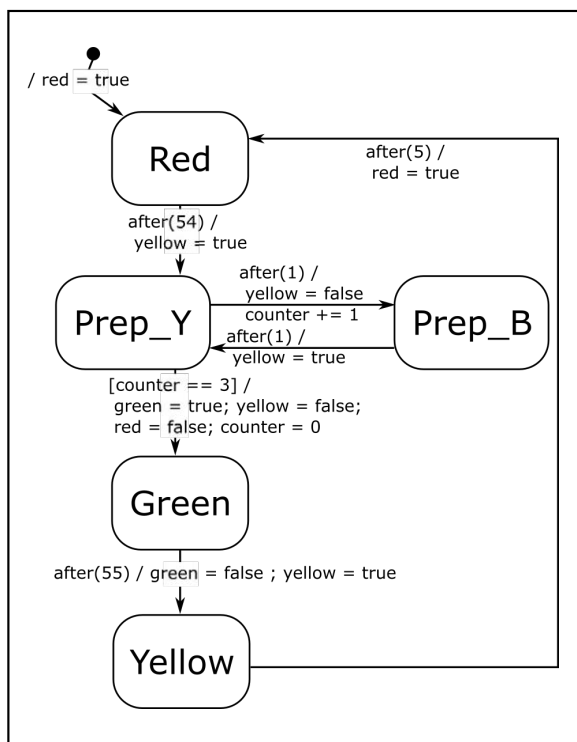 / red = true
Red
after(5) /
red = true
after(54) /
yellow = true
after(1) /
yellow = false
counter += 1
Prep_Y
Prep_B
after(1) /
yellow = true
[counter == 3] /
green = true; yellow = false;
red = false; counter = 0
Green
after(55) / green = false ; yellow = true
Yellow